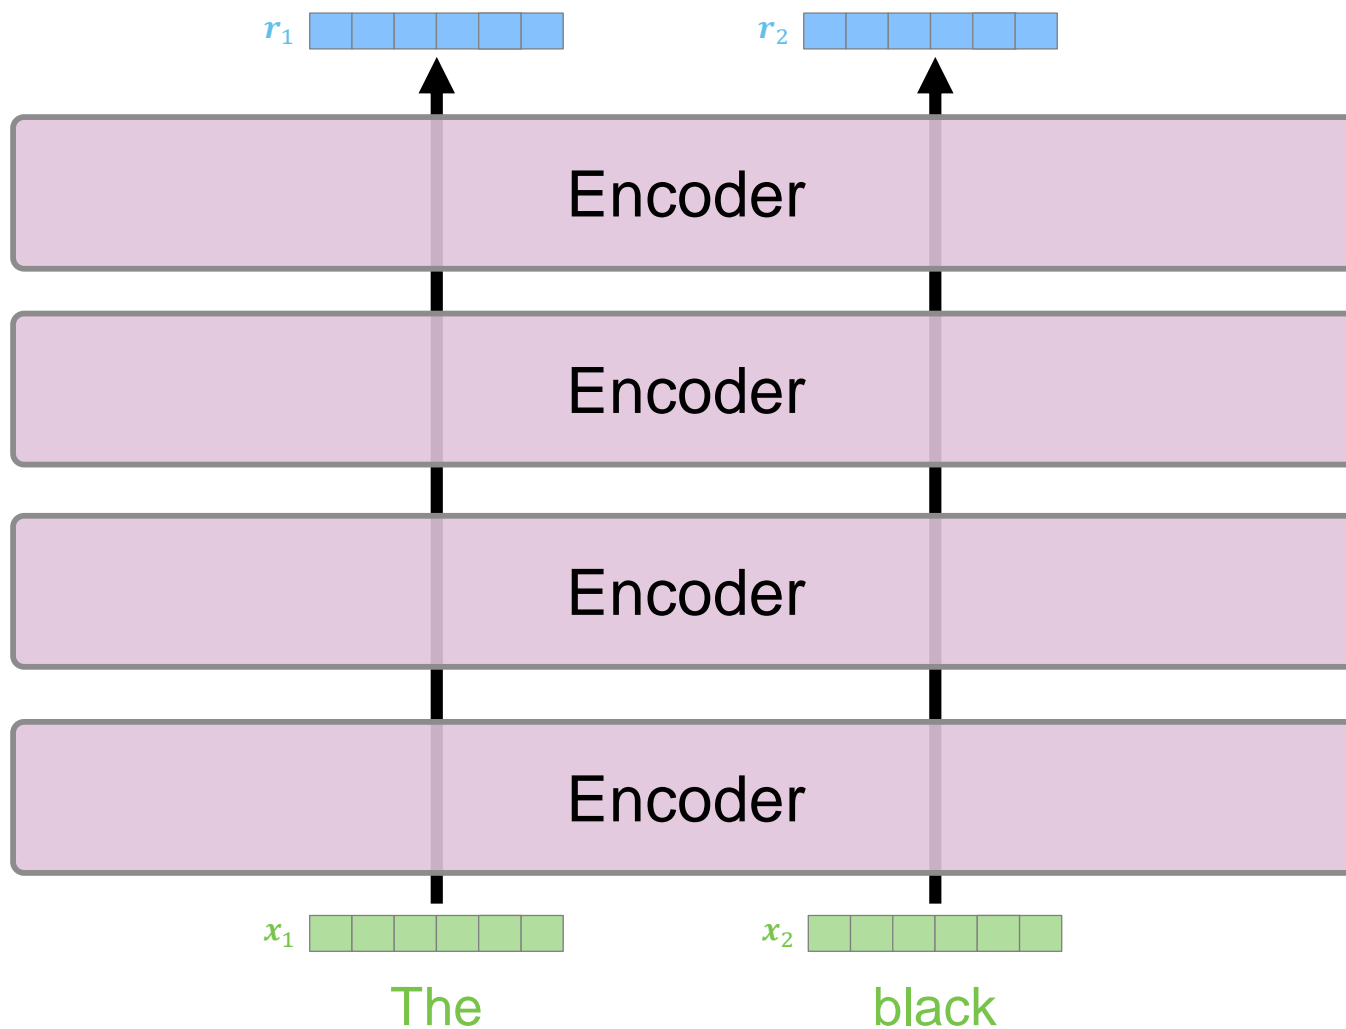 r₁ r₂
Encoder
Encoder
Encoder
Encoder
x₁ x₂
The black